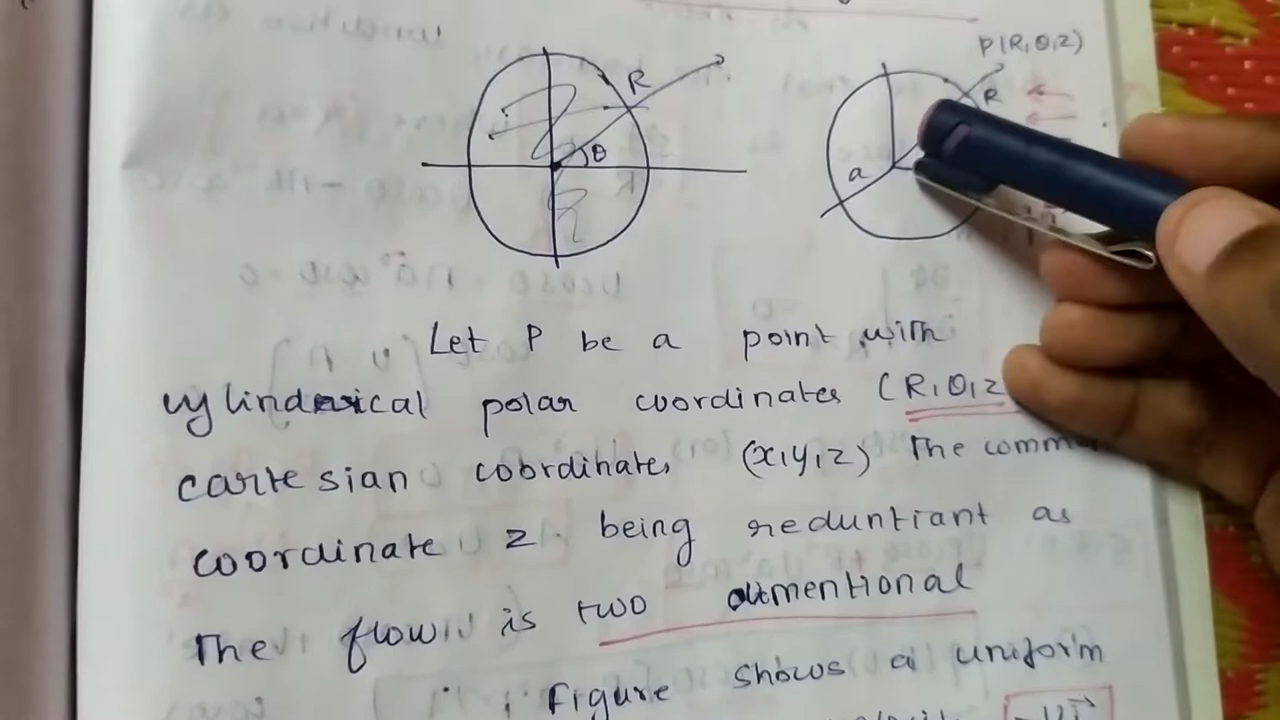 P(R,θ,z)
R
R
θ
a
Let P be a point with
cylinderical polar coordinates (R,θ,z
cartesian coordinates (x,y,z) The comm
coordinate z being reduntiant as
The flow is two dimentional
Figure shows a uniform